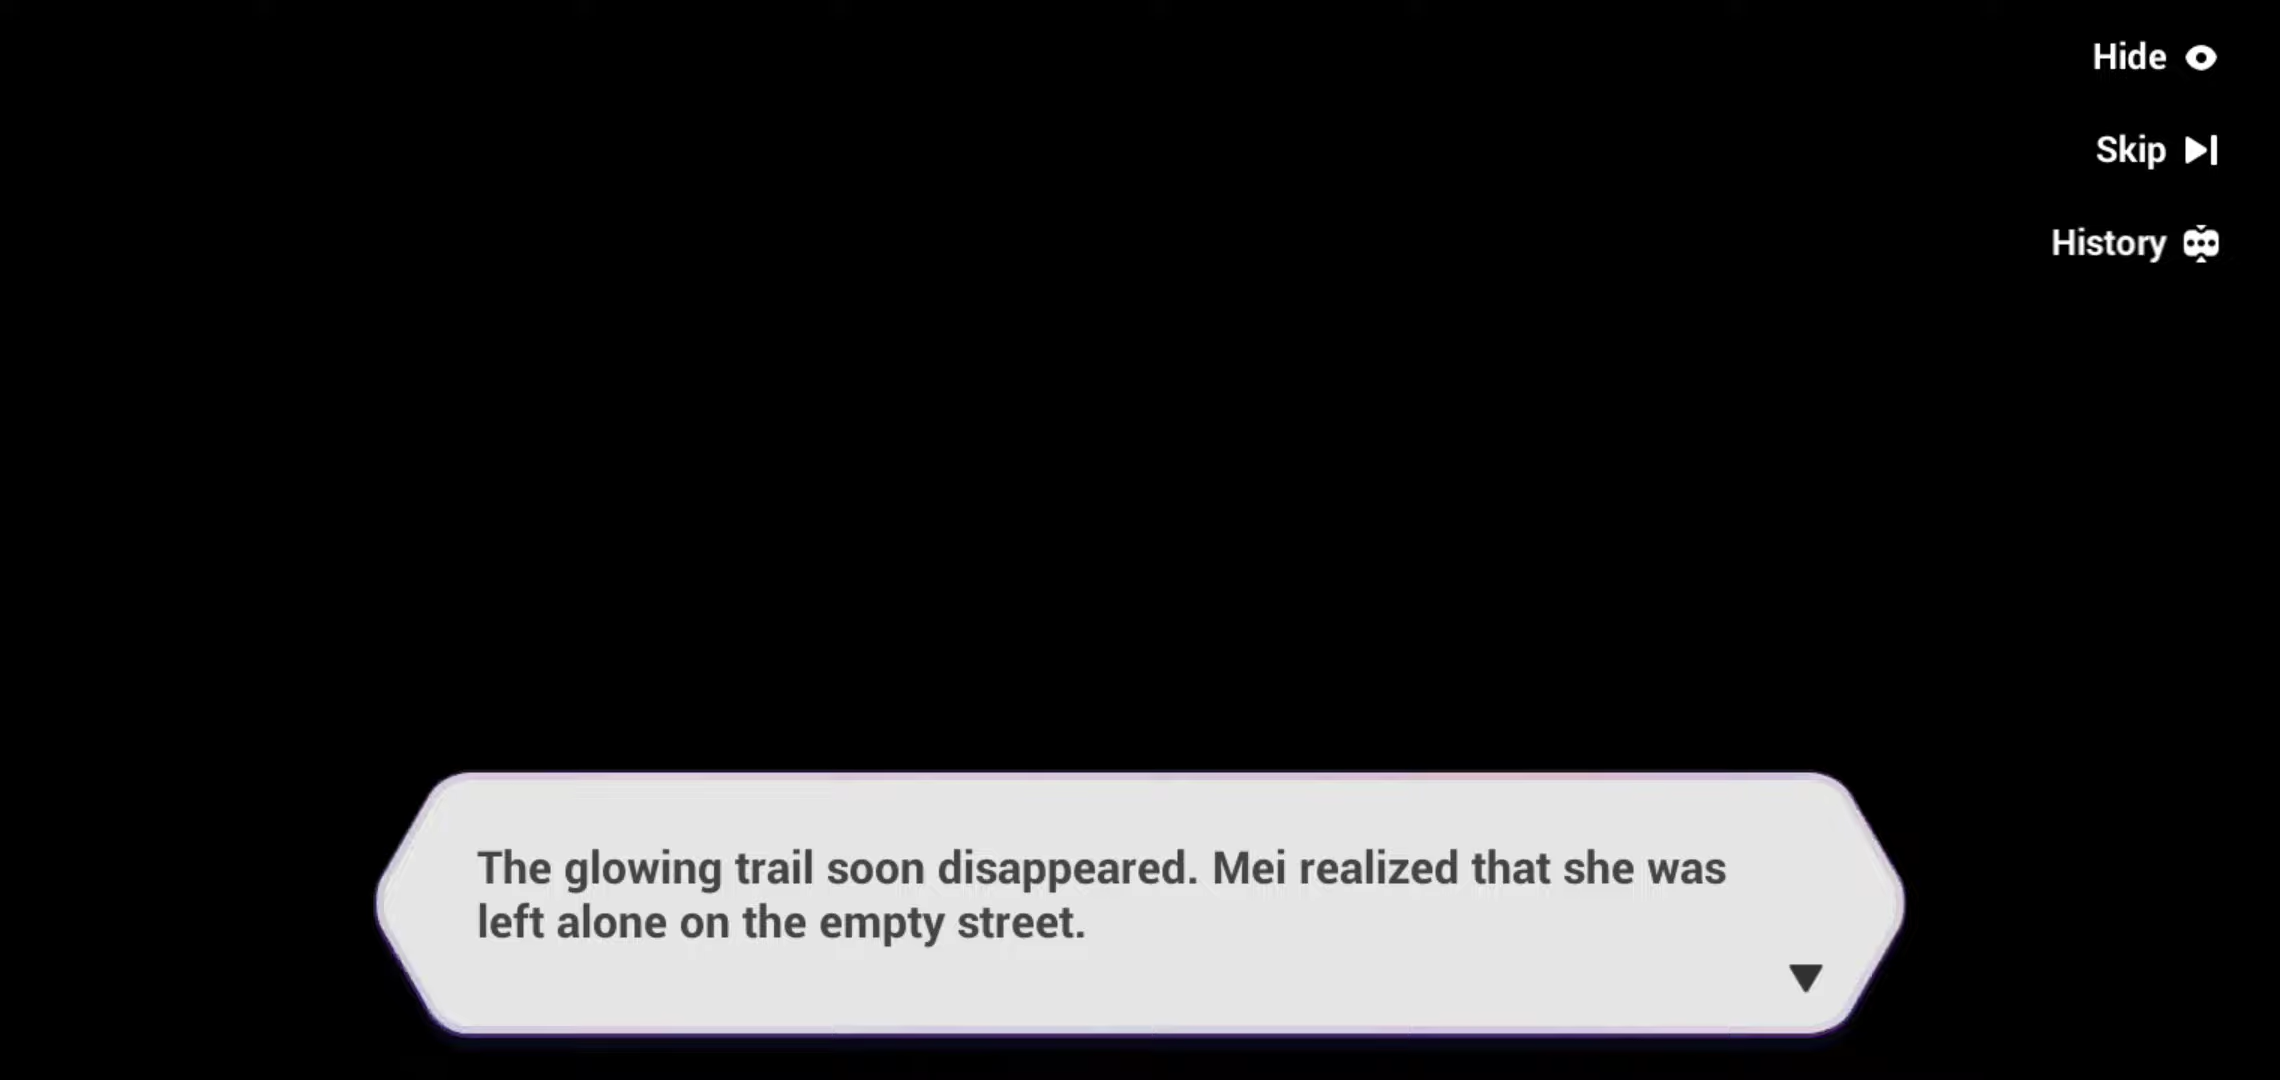 Hide
Skip
History
The glowing trail soon disappeared. Mei realized that she was
left alone on the empty street.